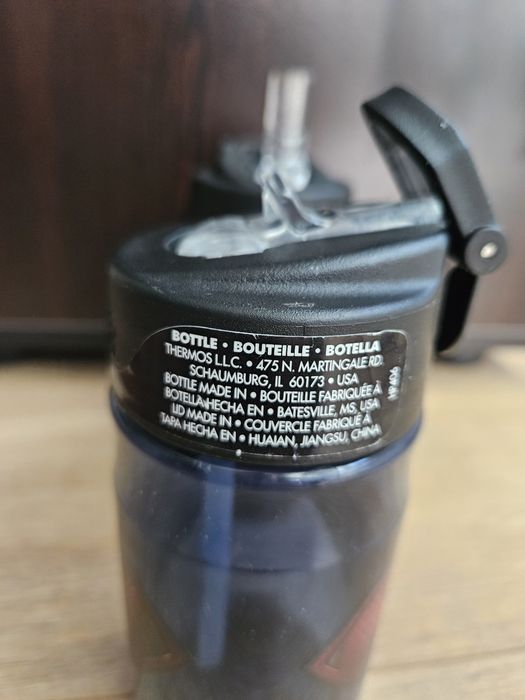 BOTTLE • BOUTEILLE • BOTELLA
THERMOS L.L.C. • 475 N. MARTINGALE RD.
SCHAUMBURG, IL 60173 • USA
BOTTLE MADE IN • BOUTEILLE FABRIQUÉE À
BOTELLA HECHA EN • BATESVILLE, MS, USA
LID MADE IN • COUVERCLE FABRIQUÉ À
TAPA HECHA EN • HUAIAN, JIANGSU, CHINA